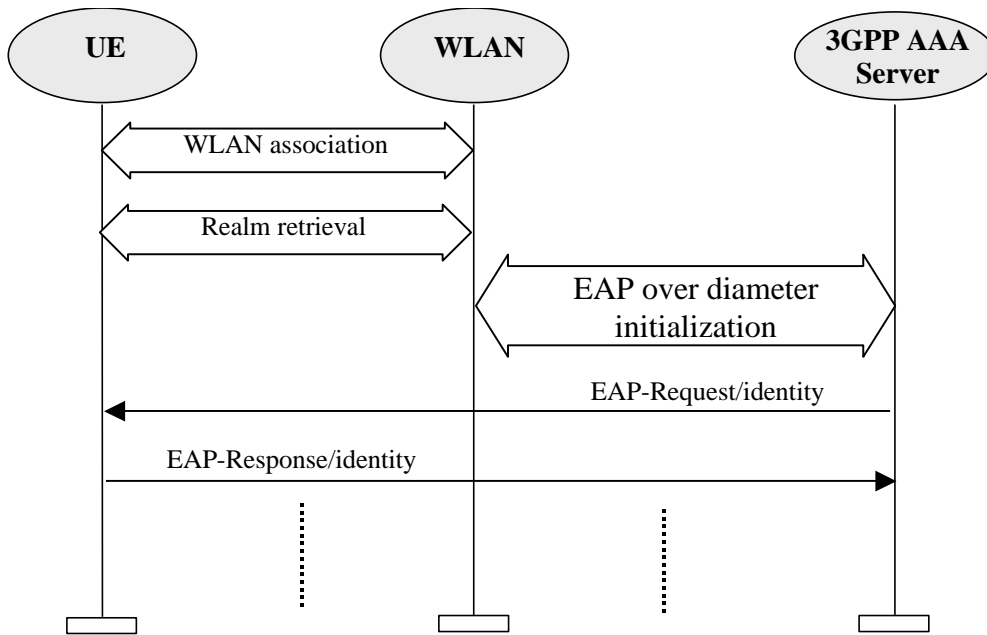 UE
WLAN
3GPP AAA
Server
WLAN association
Realm retrieval
EAP over diameter
initialization
EAP-Request/identity
EAP-Response/identity